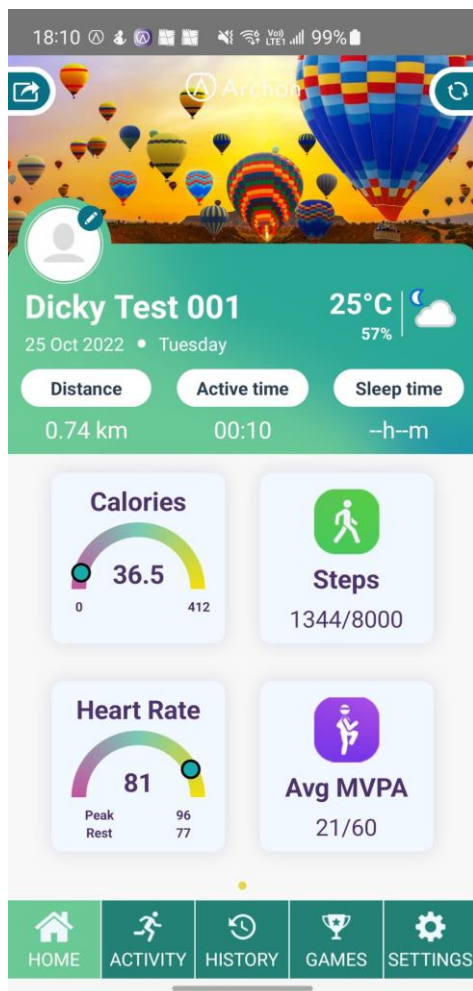 18:10 Vo)) LTE1 99%
Archon
Dicky Test 001
25°C
57%
25 Oct 2022 • Tuesday
Distance Active time Sleep time
0.74 km 00:10 --h--m
Calories
36.5
0 412
Steps
1344/8000
Heart Rate
81
Peak 96
Rest 77
Avg MVPA
21/60
HOME ACTIVITY HISTORY GAMES SETTINGS